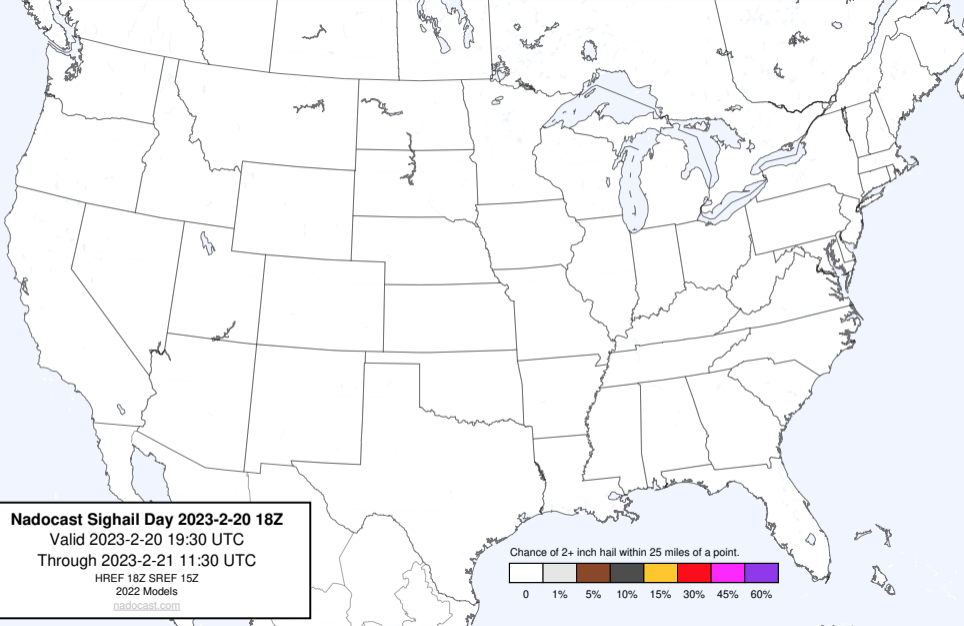 Nadocast Sighail Day 2023-2-20 18Z
Valid 2023-2-20 19:30 UTC
Through 2023-2-21 11:30 UTC
HREF 18Z SREF 15Z
2022 Models
nadocast.com
Chance of 2+ inch hail within 25 miles of a point.
0 1% 5% 10% 15% 30% 45% 60%